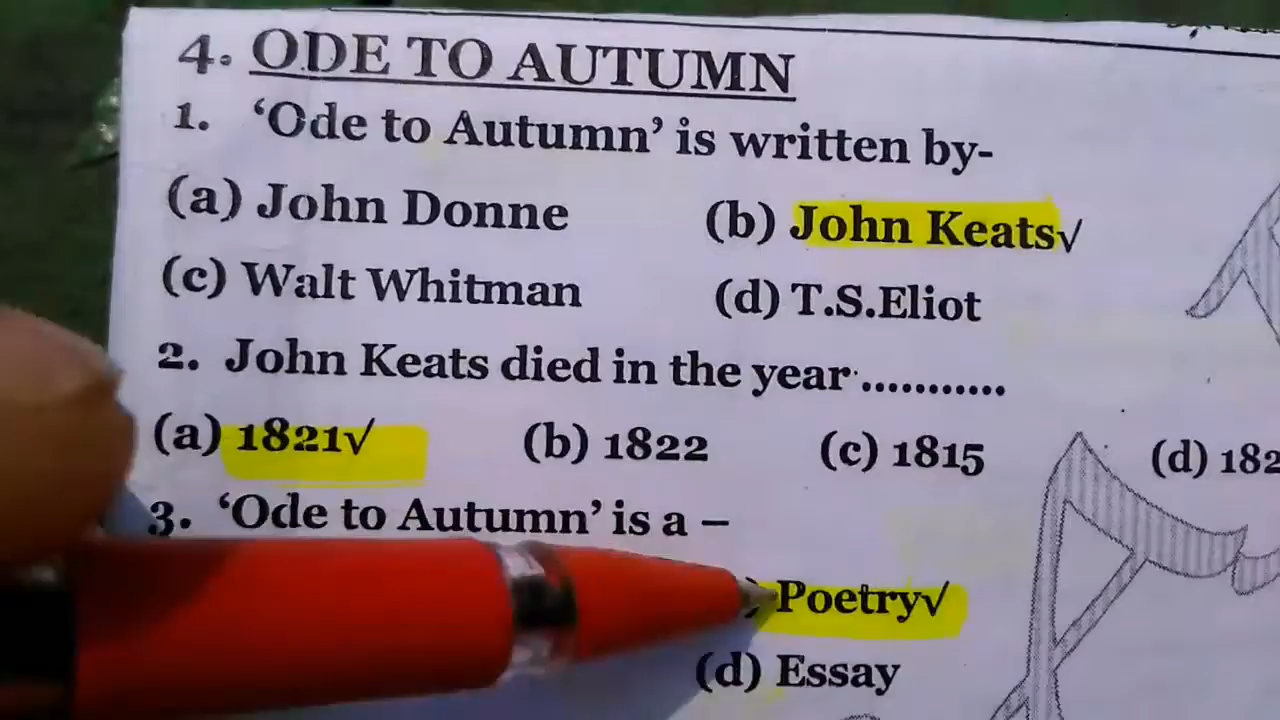 4. ODE TO AUTUMN
1. ‘Ode to Autumn’ is written by-
(a) John Donne (b) John Keats√
(c) Walt Whitman (d) T.S.Eliot
2. John Keats died in the year ...........
(a) 1821√ (b) 1822 (c) 1815 (d) 182
3. ‘Ode to Autumn’ is a –
) Poetry√
(d) Essay